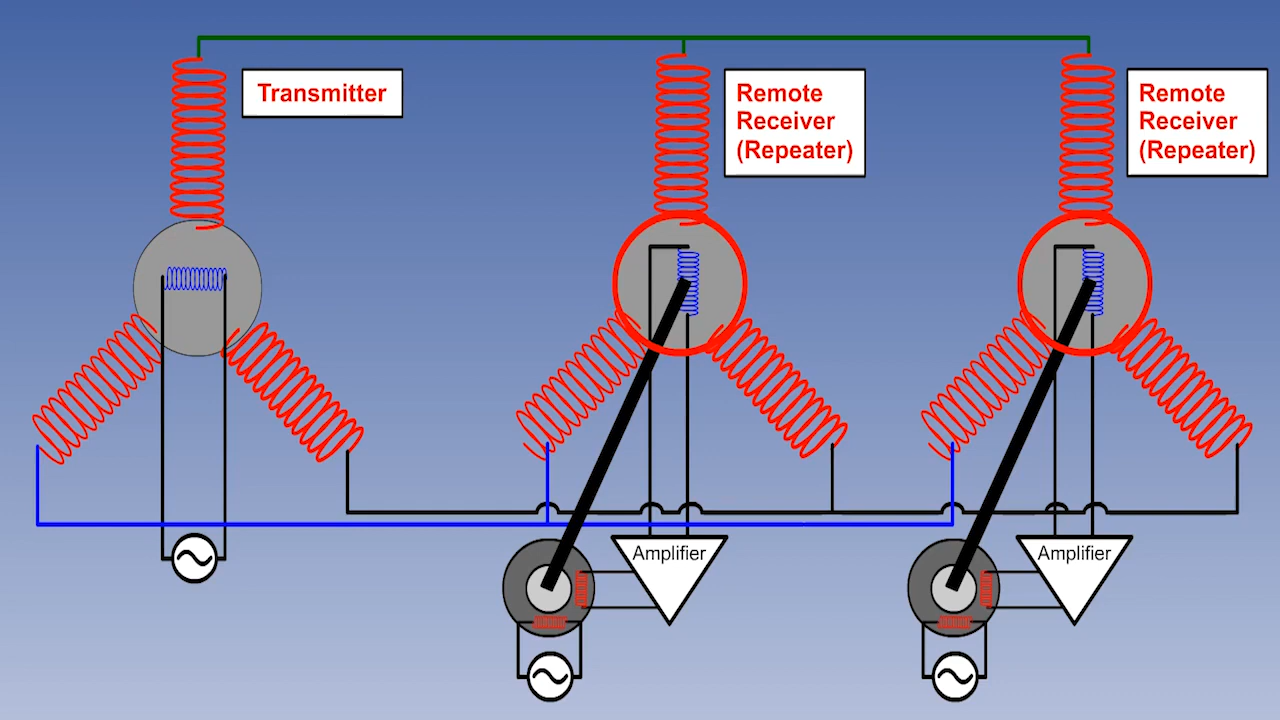 Transmitter
Remote
Receiver
(Repeater)
Remote
Receiver
(Repeater)
Amplifier
Amplifier